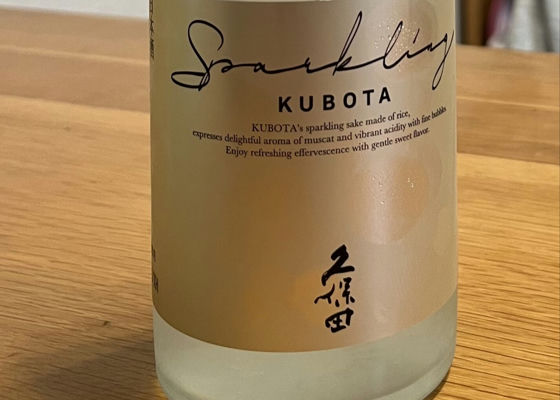 Sparkling
KUBOTA
KUBOTA's sparkling sake made of rice,
expresses delightful aroma of muscat and vibrant acidity with fine bubbles.
Enjoy refreshing effervescence with gentle sweet flavor.
久保田